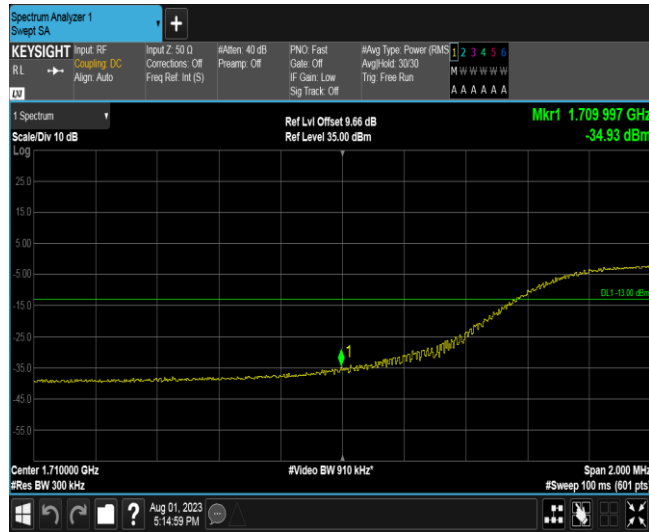 Spectrum Analyzer 1
Swept SA
+
KEYSIGHT
RL
LXI
Input: RF
Coupling: DC
Align: Auto
Input Z: 50 Ω
Corrections: Off
Freq Ref: Int (S)
#Atten: 40 dB
Preamp: Off
PNO: Fast
Gate: Off
IF Gain: Low
Sig Track: Off
#Avg Type: Power (RMS
Avg|Hold: 30/30
Trig: Free Run
1 2 3 4 5 6
M W W W W W
A A A A A A
1 Spectrum
Scale/Div 10 dB
Log
Ref Lvl Offset 9.66 dB
Ref Level 35.00 dBm
Mkr1 1.709 997 GHz
-34.93 dBm
25.0
15.0
5.00
-5.00
-15.0
-25.0
-35.0
-45.0
-55.0
DL1 -13.00 dBm
1
Center 1.710000 GHz
#Res BW 300 kHz
#Video BW 910 kHz*
Span 2.000 MHz
#Sweep 100 ms (601 pts)
?
Aug 01, 2023
5:14:59 PM